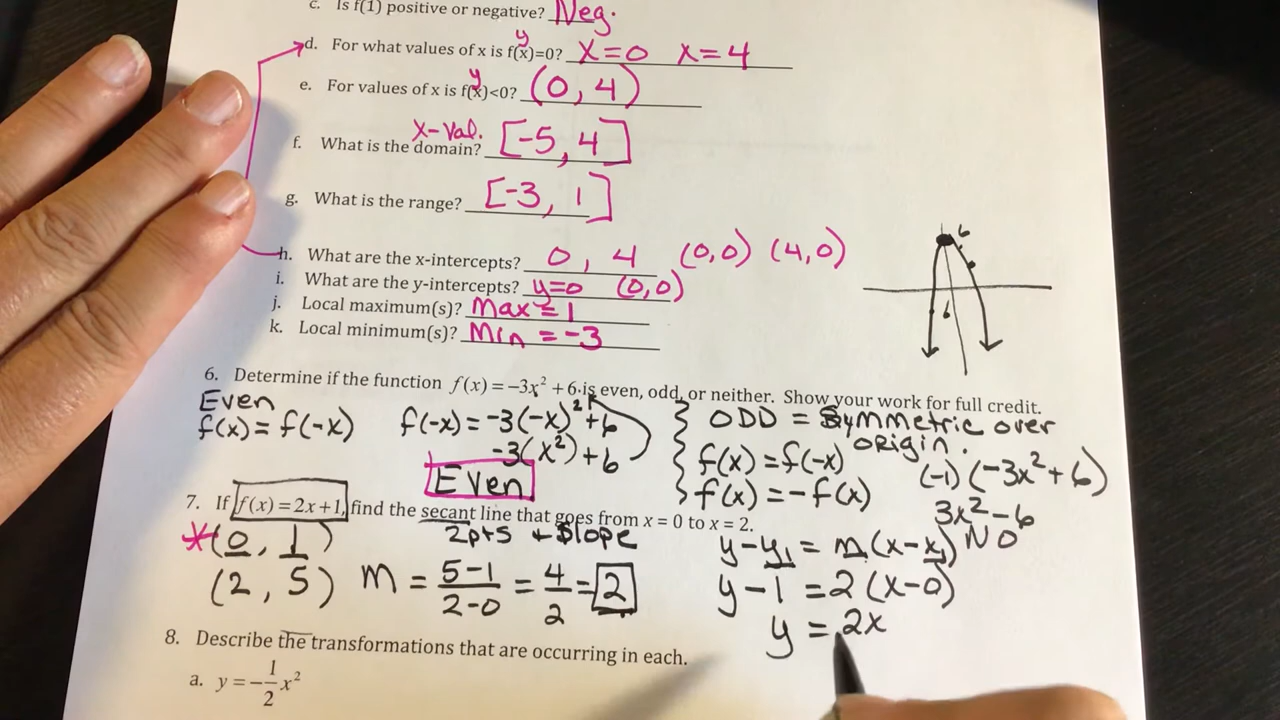 c. Is f(1) positive or negative? Neg.
y
d. For what values of x is f(x)=0? x=0 x=4
y
e. For values of x is f(x)<0? (0, 4)
x-val.
f. What is the domain? [-5, 4]
g. What is the range? [-3, 1]
h. What are the x-intercepts? 0, 4 (0,0) (4,0)
i. What are the y-intercepts? y=0 (0,0)
j. Local maximum(s)? Max = 1
k. Local minimum(s)? Min = -3
6
6. Determine if the function f(x) = −3x² + 6 is even, odd, or neither. Show your work for full credit.
Even
f(x) = f(-x)
f(-x) = -3(-x)² + 6
-3(x²) + 6
Even
ODD = Symmetric over
origin.
f(x) = f(-x)
f(x) = -f(x)
(-1)(-3x² + 6)
3x² - 6
NO
7. If f(x) = 2x+1, find the secant line that goes from x = 0 to x = 2.
2pts + Slope
*(0, 1)
(2, 5)
m = 5-1/2-0 = 4/2 = 2
y - y₁ = m(x - x₁)
y - 1 = 2(x-0)
y = 2x
8. Describe the transformations that are occurring in each.
a. y = -1/2 x²